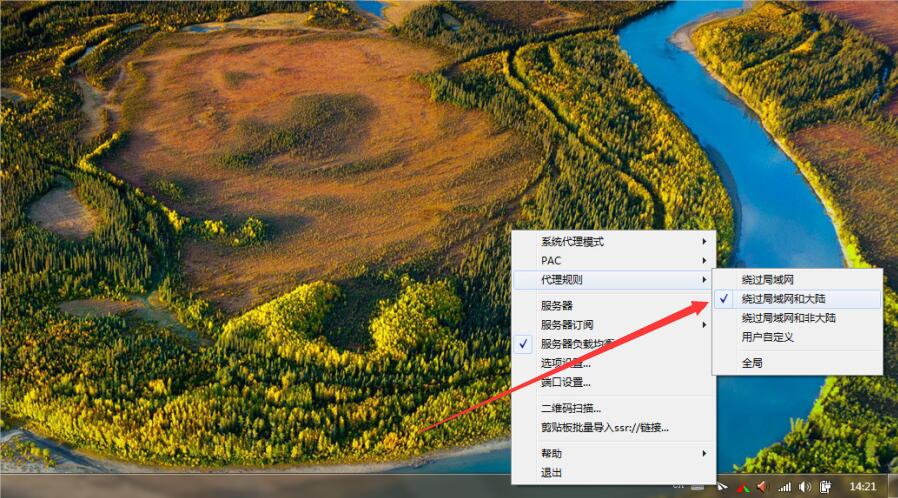 系统代理模式
PAC
代理规则
服务器
服务器订阅
服务器负载均衡
选项设置...
端口设置...
二维码扫描...
剪贴板批量导入ssr://链接...
帮助
退出
绕过局域网
绕过局域网和大陆
绕过局域网和非大陆
用户自定义
全局
14:21